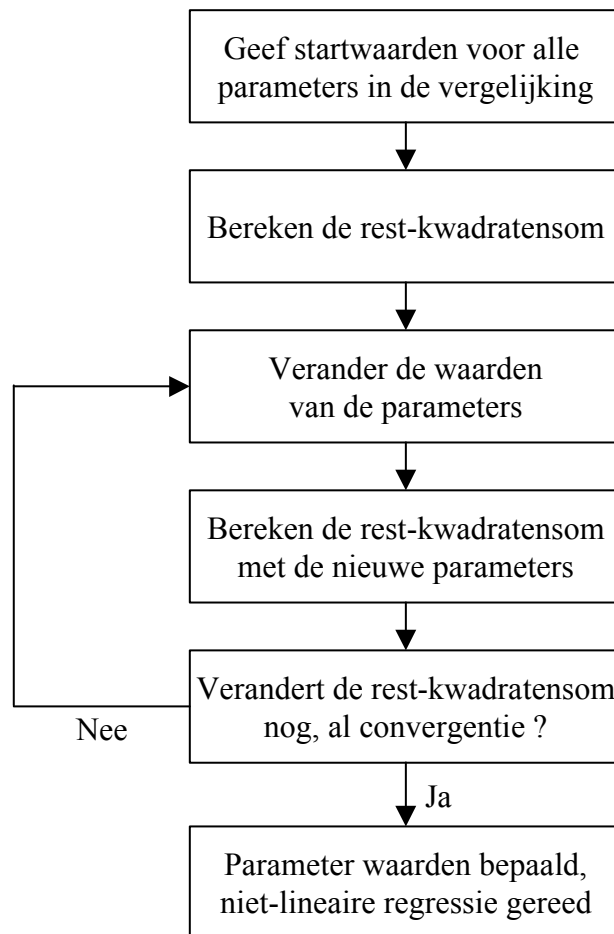 Geef startwaarden voor alle
parameters in de vergelijking
Bereken de rest-kwadratensom
Verander de waarden
van de parameters
Bereken de rest-kwadratensom
met de nieuwe parameters
Verandert de rest-kwadratensom
nog, al convergentie ?
Nee
Ja
Parameter waarden bepaald,
niet-lineaire regressie gereed